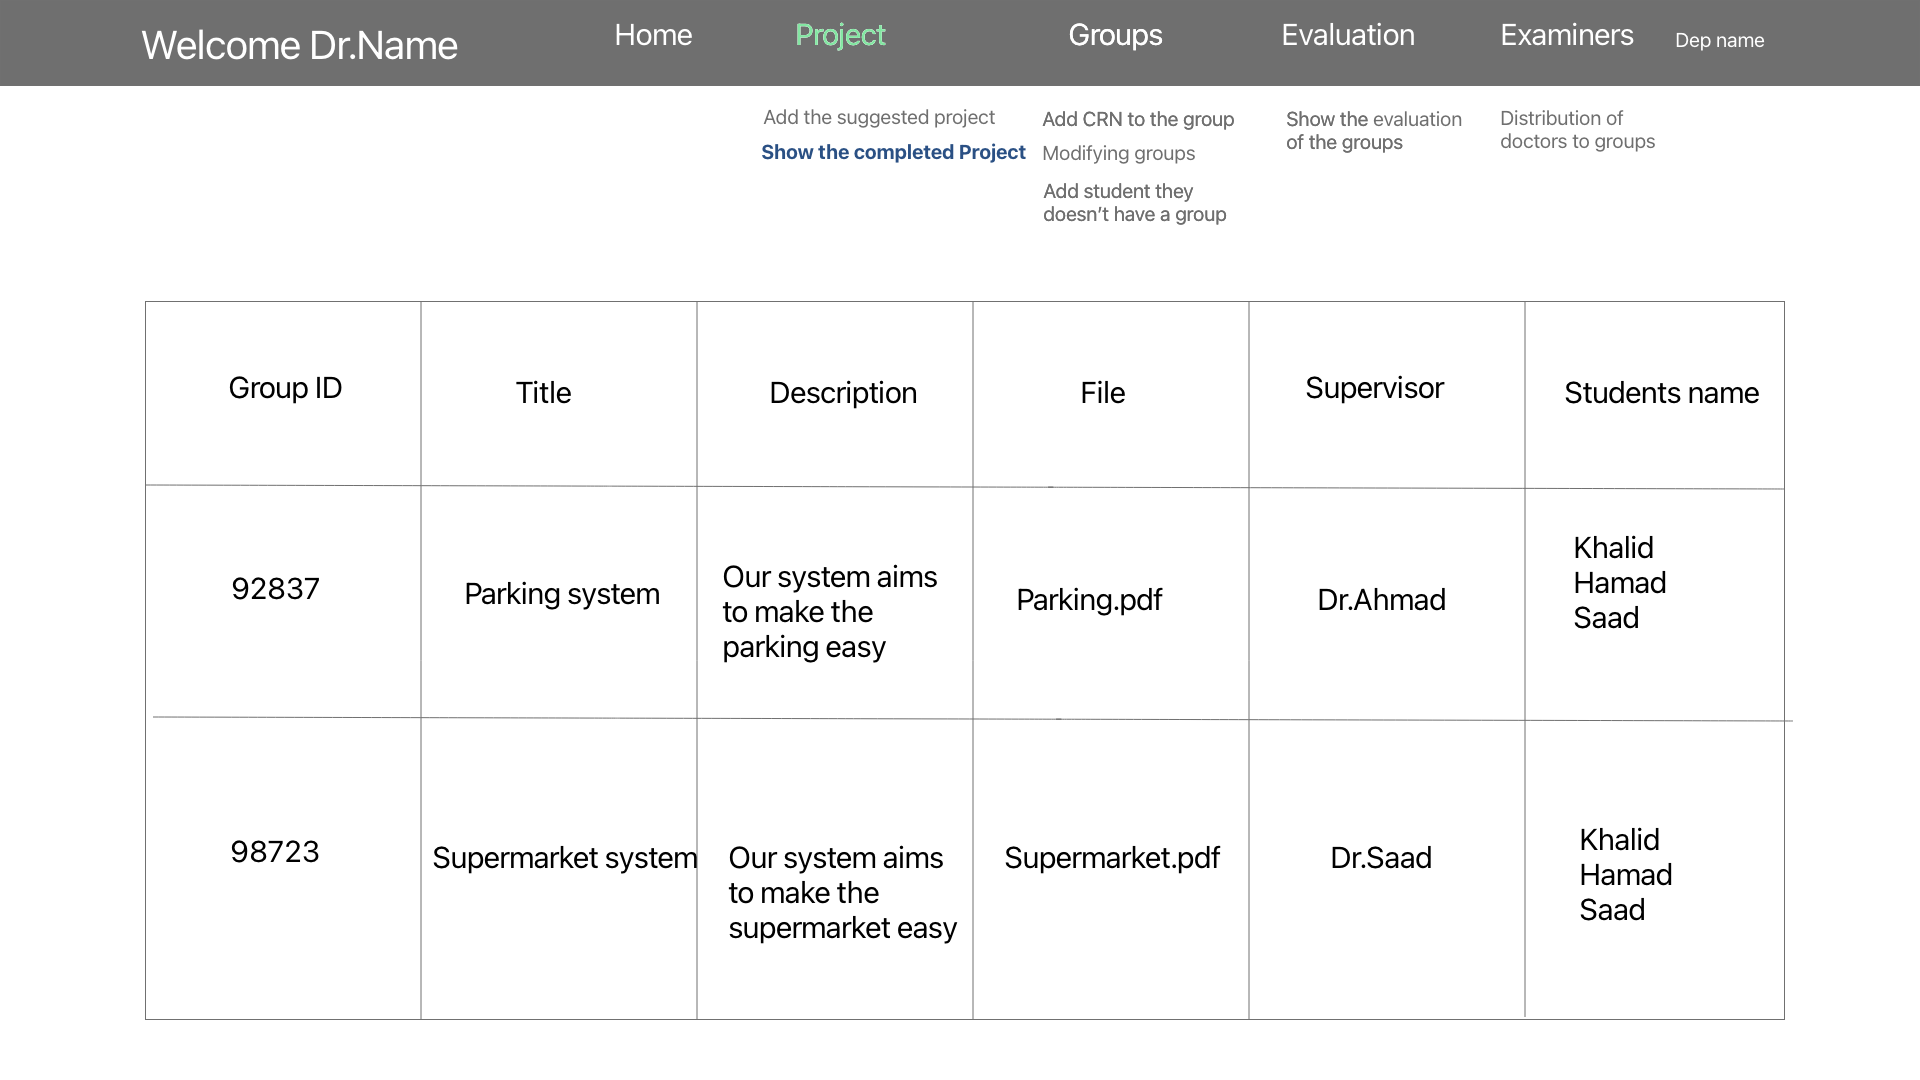 Welcome Dr.Name
Home
Project
Groups
Evaluation
Examiners
Dep name
Add the suggested project
Show the completed Project
Add CRN to the group
Modifying groups
Add student they
doesn't have a group
Show the evaluation
of the groups
Distribution of
doctors to groups
Group ID
Title
Description
File
Supervisor
Students name
92837
Parking system
Our system aims
to make the
parking easy
Parking.pdf
Dr.Ahmad
Khalid
Hamad
Saad
98723
Supermarket system
Our system aims
to make the
supermarket easy
Supermarket.pdf
Dr.Saad
Khalid
Hamad
Saad